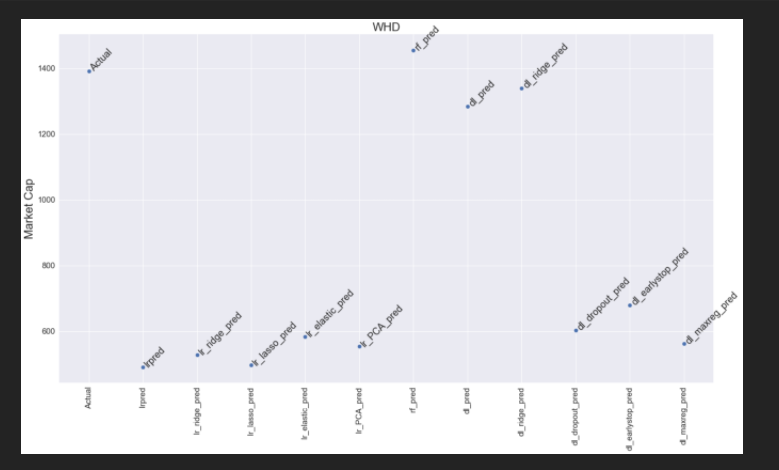 WHD
Market Cap
1400
1200
1000
800
600
Actual
lrpred
lr_ridge_pred
lr_lasso_pred
lr_elastic_pred
lr_PCA_pred
rf_pred
dl_pred
dl_ridge_pred
dl_dropout_pred
dl_earlystop_pred
dl_maxreg_pred
Actual
lrpred
lr_ridge_pred
lr_lasso_pred
lr_elastic_pred
lr_PCA_pred
rf_pred
dl_pred
dl_ridge_pred
dl_dropout_pred
dl_earlystop_pred
dl_maxreg_pred